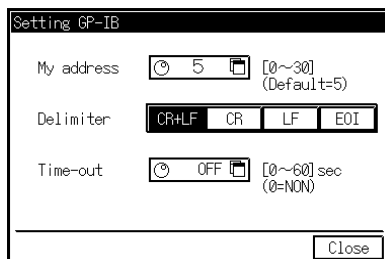 Setting GP-IB
My address 5 [0～30]
(Default=5)
Delimiter CR+LF CR LF EOI
Time-out OFF [0～60]sec
(0=NON)
Close